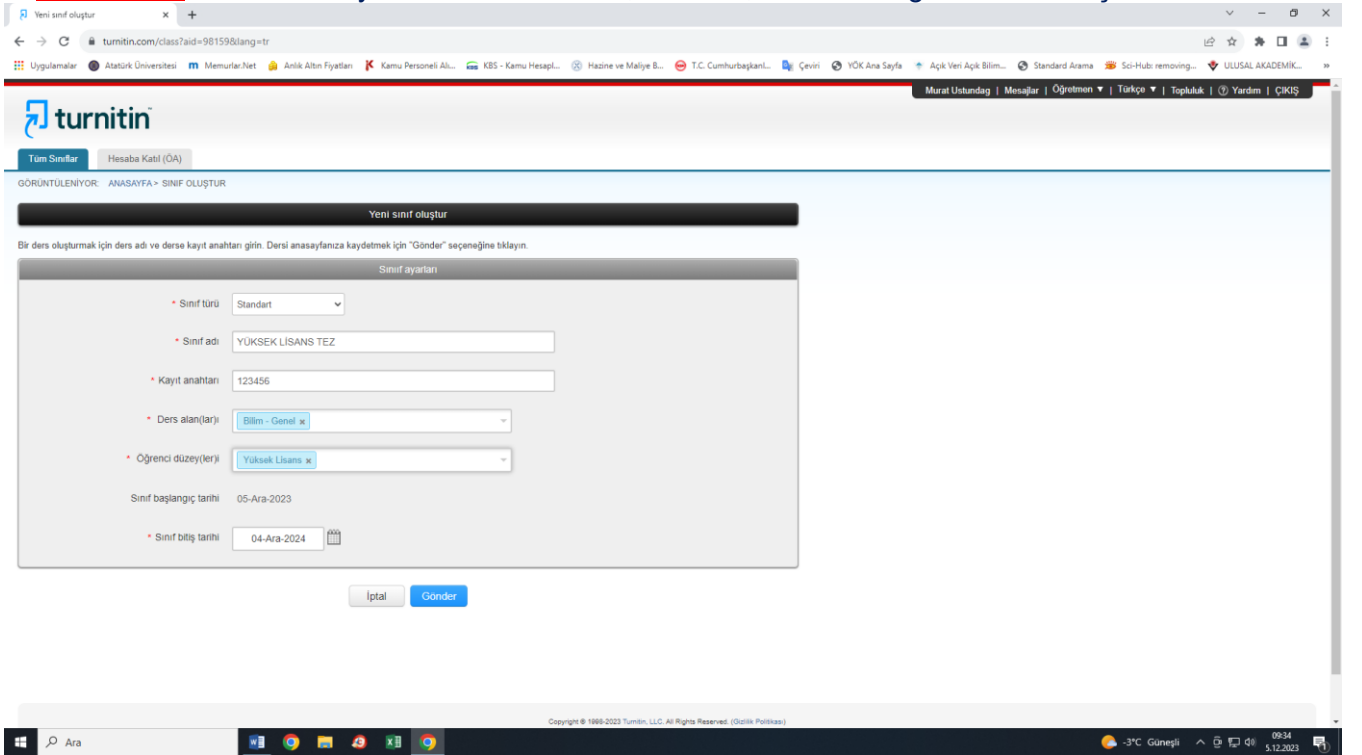 Yeni sınıf oluştur
turnitin.com/class?aid=98159&lang=tr
Uygulamalar Atatürk Üniversitesi Memurlar.Net Anlık Altın Fiyatları Kamu Personeli Alı... KBS - Kamu Hesapl... Hazine ve Maliye B... T.C. Cumhurbaşkanl... Çeviri YÖK Ana Sayfa Açık Veri Açık Bilim... Standard Arama Sci-Hub: removing... ULUSAL AKADEMİK... »
Murat Ustundag | Mesajlar | Öğretmen ▼ | Türkçe ▼ | Topluluk | ? Yardım | ÇIKIŞ
turnitin
Tüm Sınıflar Hesaba Katıl (ÖA)
GÖRÜNTÜLENİYOR: ANASAYFA > SINIF OLUŞTUR
Yeni sınıf oluştur
Bir ders oluşturmak için ders adı ve derse kayıt anahtarı girin. Dersi anasayfanıza kaydetmek için "Gönder" seçeneğine tıklayın.
Sınıf ayarları
* Sınıf türü Standart
* Sınıf adı YÜKSEK LİSANS TEZ
* Kayıt anahtarı 123456
* Ders alan(lar)ı Bilim - Genel x
* Öğrenci düzey(ler)i Yüksek Lisans x
Sınıf başlangıç tarihi 05-Ara-2023
* Sınıf bitiş tarihi 04-Ara-2024
İptal Gönder
Copyright © 1998-2023 Turnitin, LLC. All Rights Reserved. (Gizlilik Politikası)
Ara
-3°C Güneşli
09:34
5.12.2023